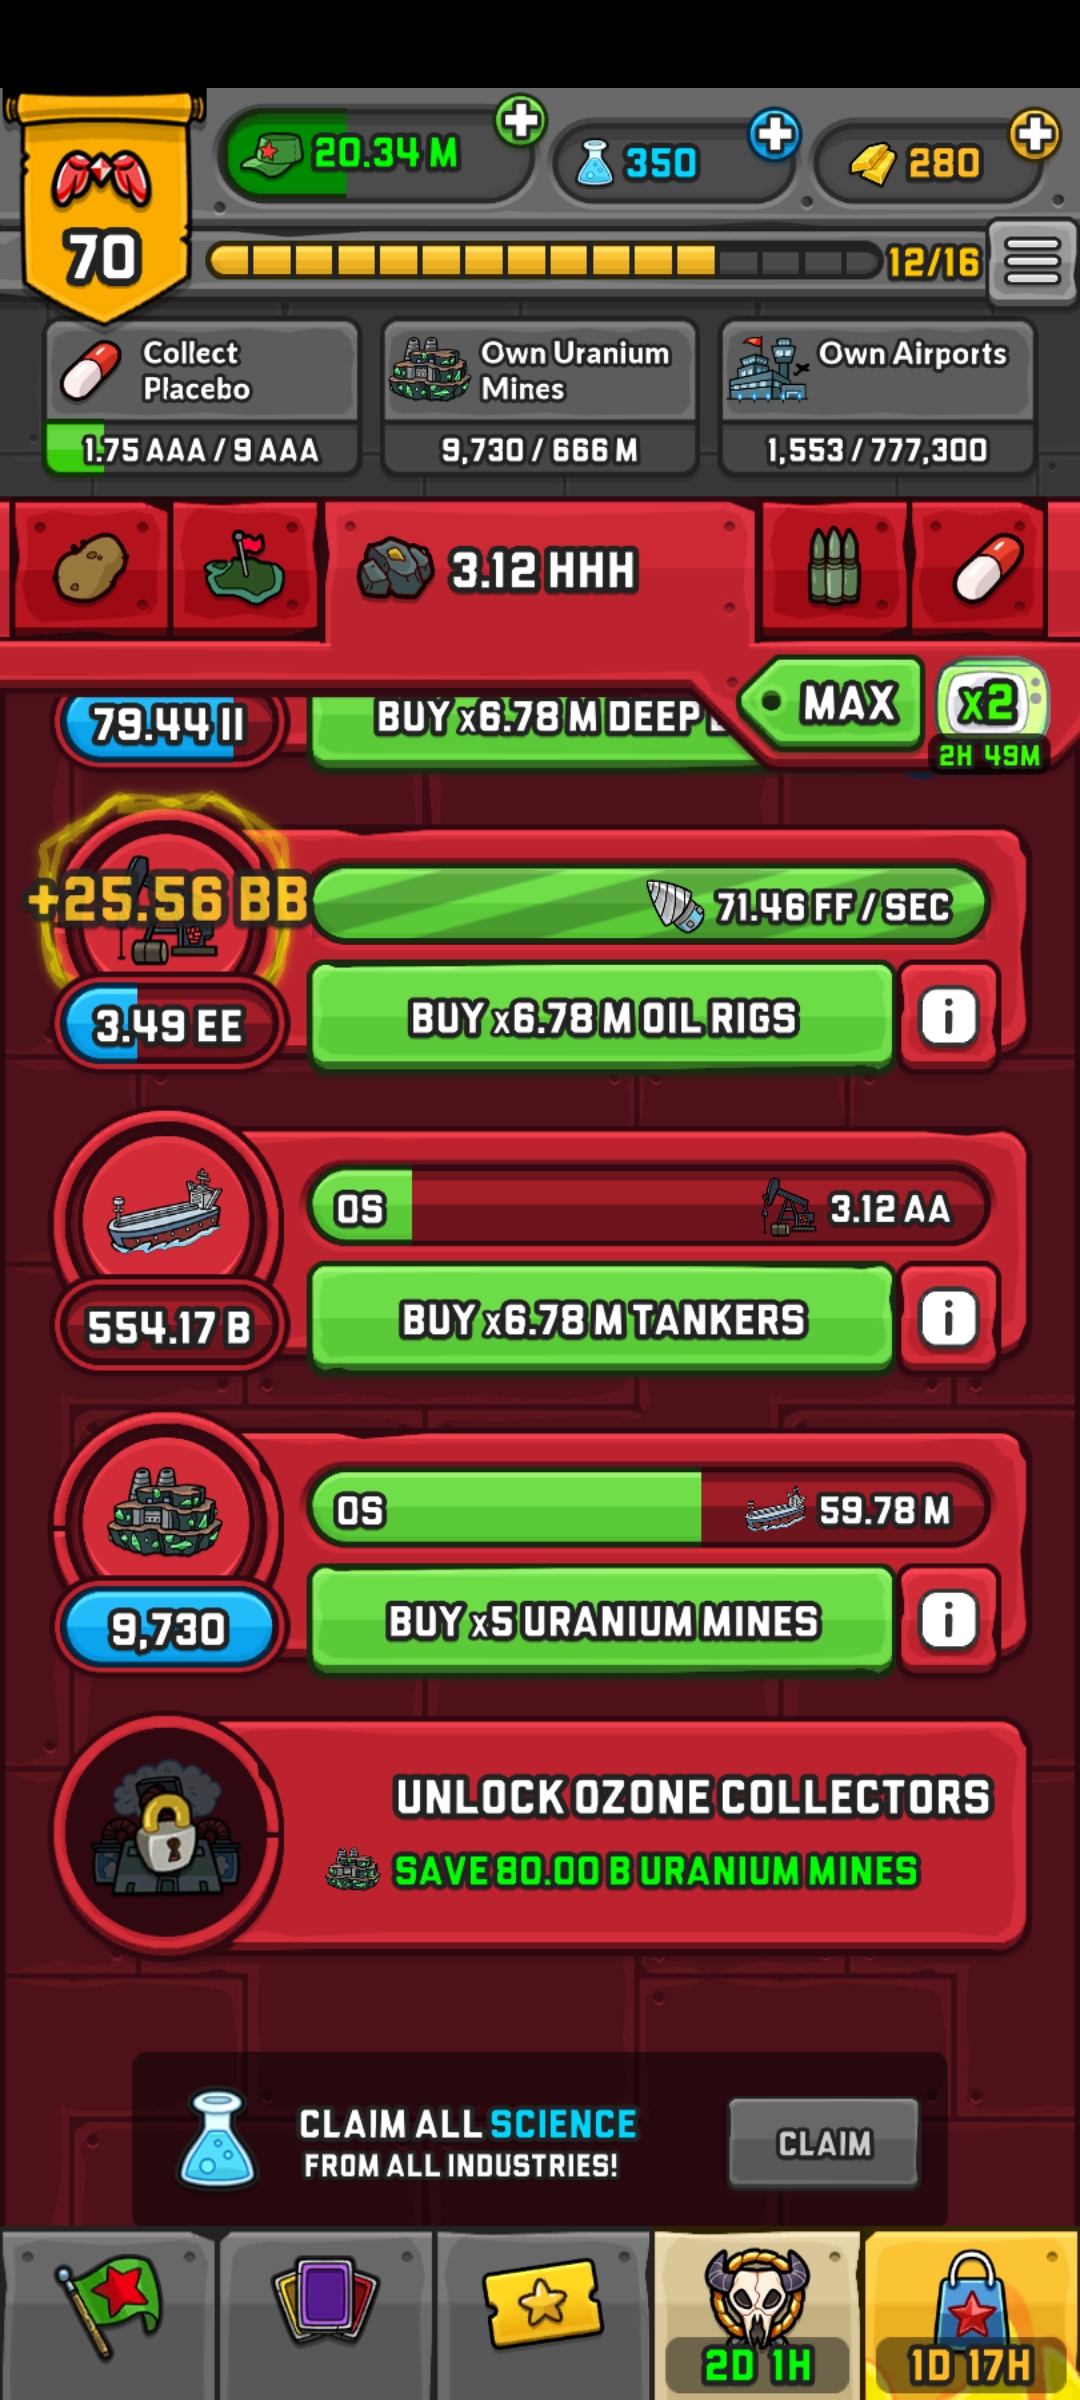 20.34 M
350
280
70
12/16
Collect
Placebo
Own Uranium
Mines
Own Airports
1.75 AAA / 9 AAA
9,730 / 666 M
1,553 / 777,300
3.12 HHH
MAX
x2
2H 49M
79.44 II
BUY x6.78 M DEEP
+25.56 BB
71.46 FF / SEC
3.49 EE
BUY x6.78 M OIL RIGS
i
0S
3.12 AA
554.17 B
BUY x6.78 M TANKERS
i
0S
59.78 M
9,730
BUY x5 URANIUM MINES
i
UNLOCK OZONE COLLECTORS
SAVE 80.00 B URANIUM MINES
CLAIM ALL SCIENCE
FROM ALL INDUSTRIES!
CLAIM
2D 1H
1D 17H